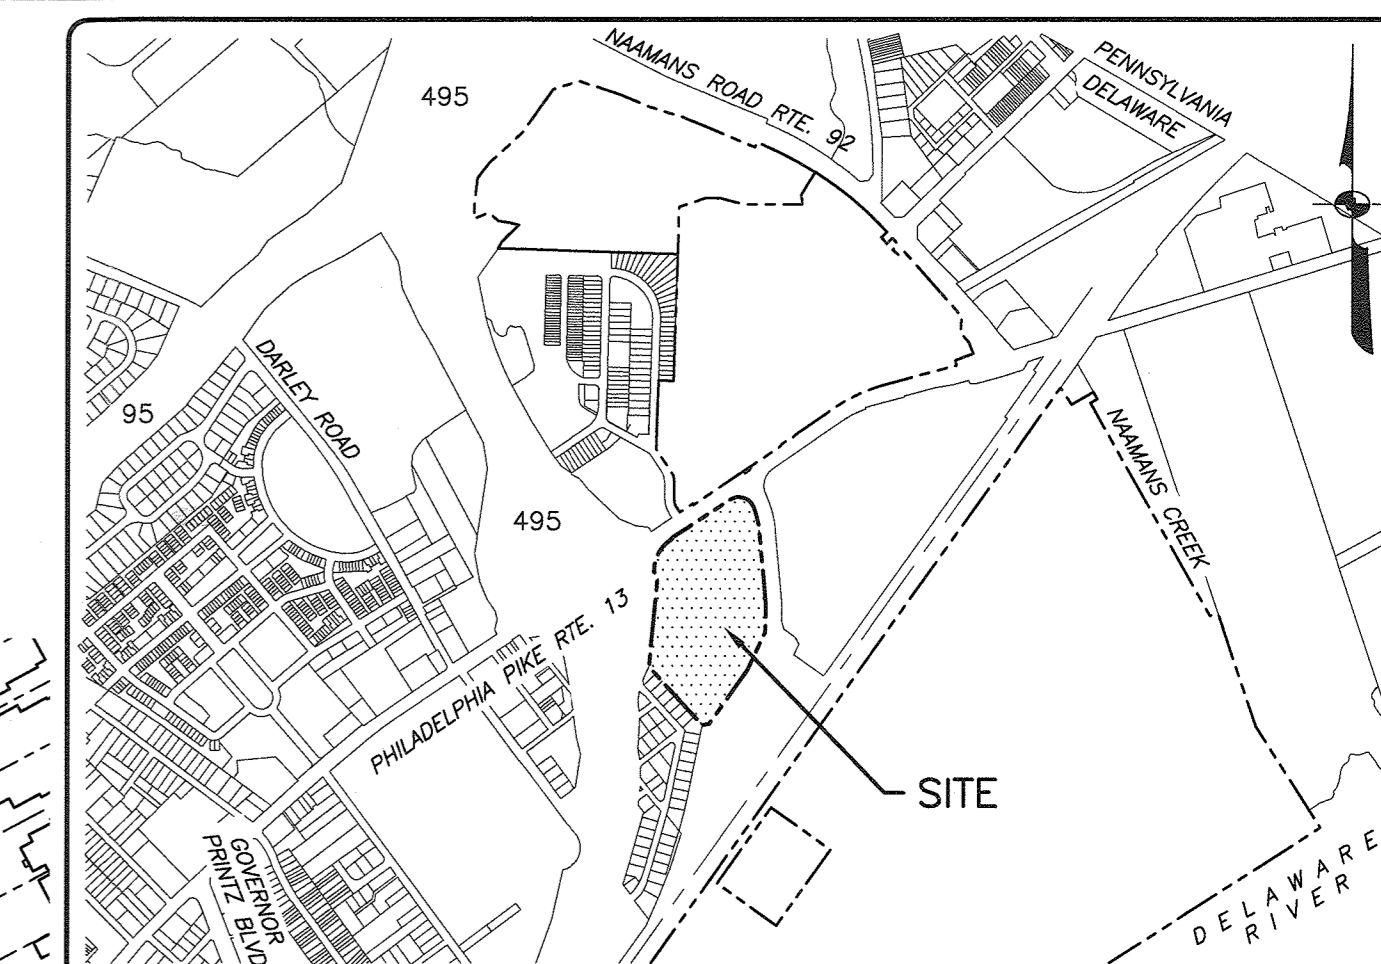 NAAMANS ROAD RTE. 92
PENNSYLVANIA
DELAWARE
495
DARLEY ROAD
95
NAAMANS CREEK
495
PHILADELPHIA PIKE RTE. 13
SITE
GOVERNOR
PRINTZ BLVD
DELAWARE
RIVER